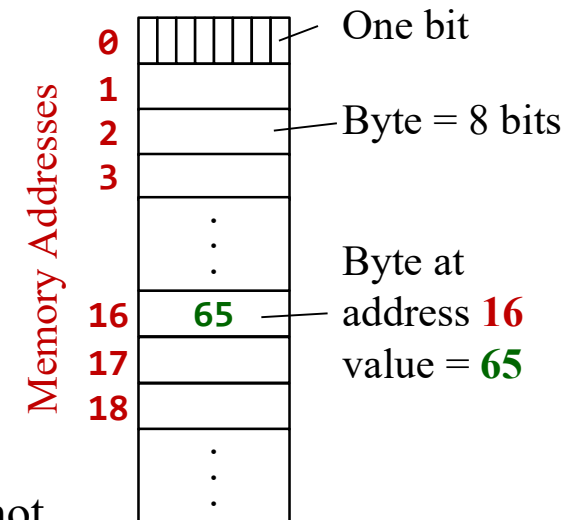 Memory Addresses
0
One bit
1
2
Byte = 8 bits
3
.
.
.
Byte at
16
65
address 16
17
value = 65
18
.
.
.
not